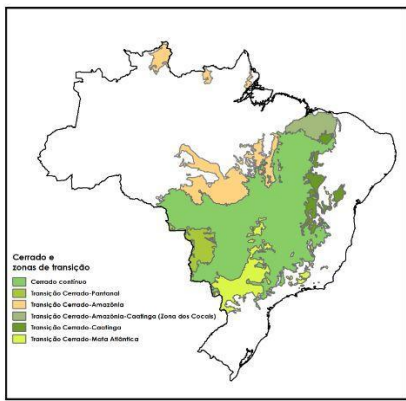 Cerrado e
zonas de transição
Cerrado contínuo
Transição Cerrado-Pantanal
Transição Cerrado-Amazônia
Transição Cerrado-Amazônia-Caatinga (Zona dos Cocais)
Transição Cerrado-Caatinga
Transição Cerrado-Mata Atlântica